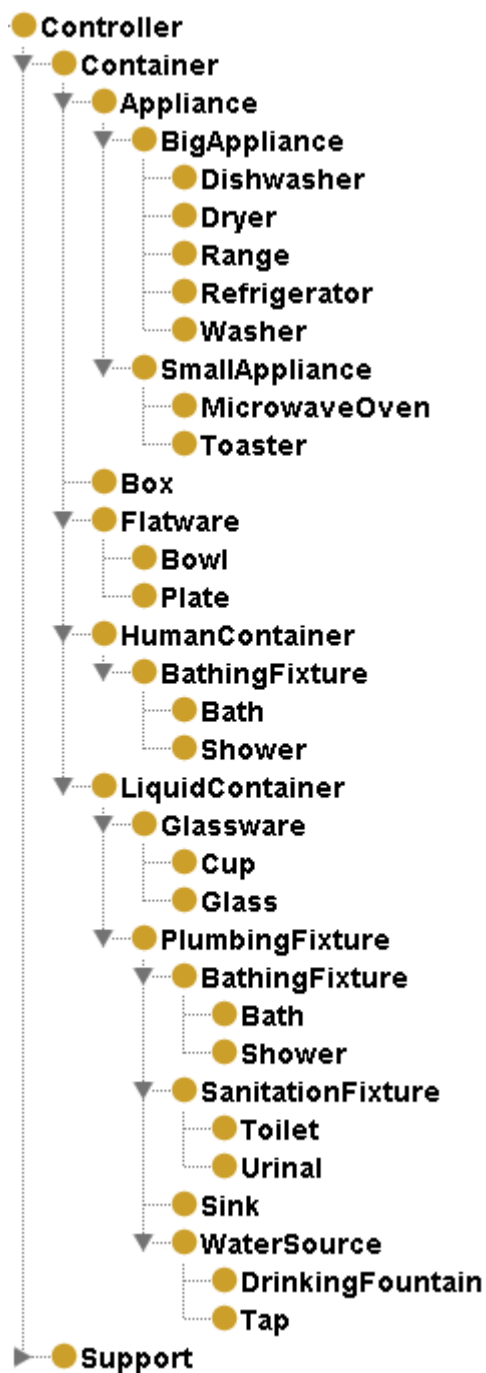 Controller
Container
Appliance
BigAppliance
Dishwasher
Dryer
Range
Refrigerator
Washer
SmallAppliance
MicrowaveOven
Toaster
Box
Flatware
Bowl
Plate
HumanContainer
BathingFixture
Bath
Shower
LiquidContainer
Glassware
Cup
Glass
PlumbingFixture
BathingFixture
Bath
Shower
SanitationFixture
Toilet
Urinal
Sink
WaterSource
DrinkingFountain
Tap
Support